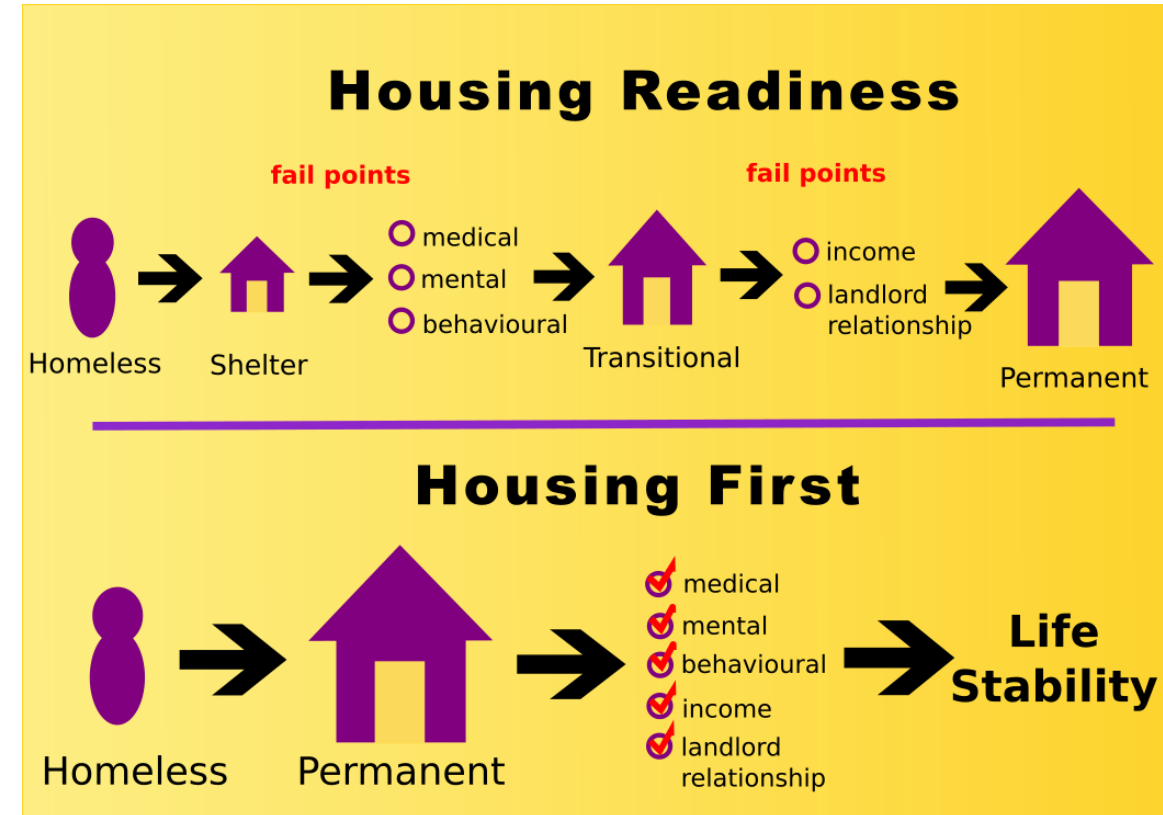 Housing Readiness
fail points
fail points
medical
mental
behavioural
income
landlord
relationship
Homeless
Shelter
Transitional
Permanent
Housing First
medical
mental
behavioural
income
landlord
relationship
Life
Stability
Homeless
Permanent